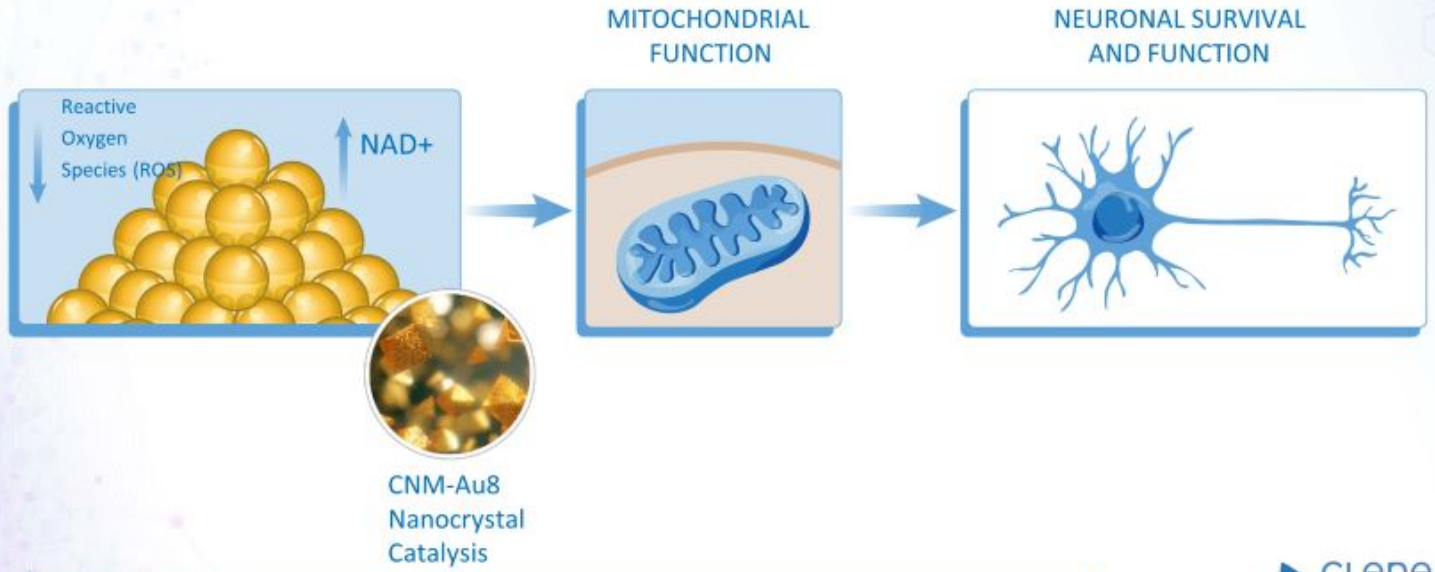 MITOCHONDRIAL
FUNCTION
NEURONAL SURVIVAL
AND FUNCTION
Reactive
Oxygen
Species (ROS)
NAD+
CNM-Au8
Nanocrystal
Catalysis